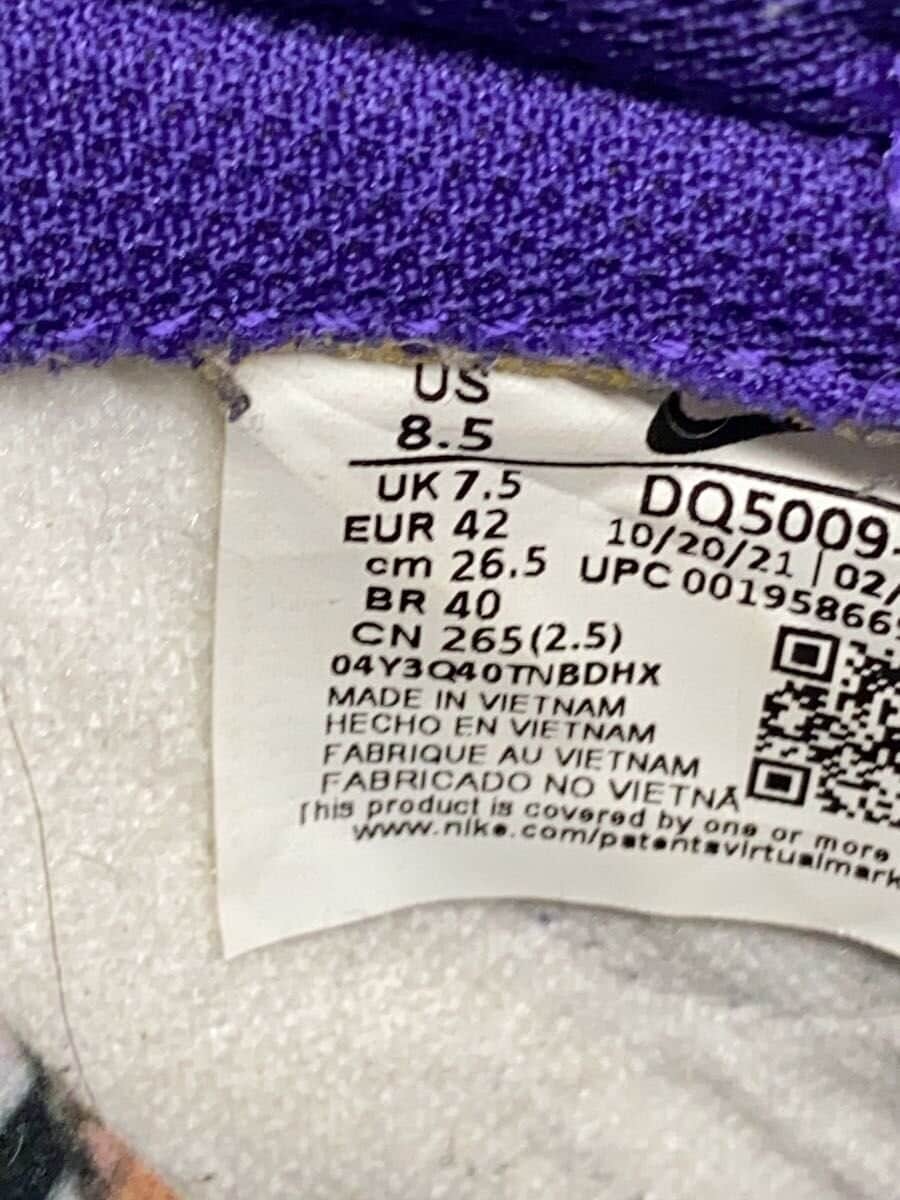 US
8.5
UK 7.5
EUR 42
cm 26.5
BR 40
CN 265(2.5)
04Y3Q40TNBDHX
MADE IN VIETNAM
HECHO EN VIETNAM
FABRIQUE AU VIETNAM
FABRICADO NO VIETNÃ
This product is covered by one or more
www.nike.com/patentsvirtualmark
DQ5009-
10/20/21 | 02/
UPC 001958669